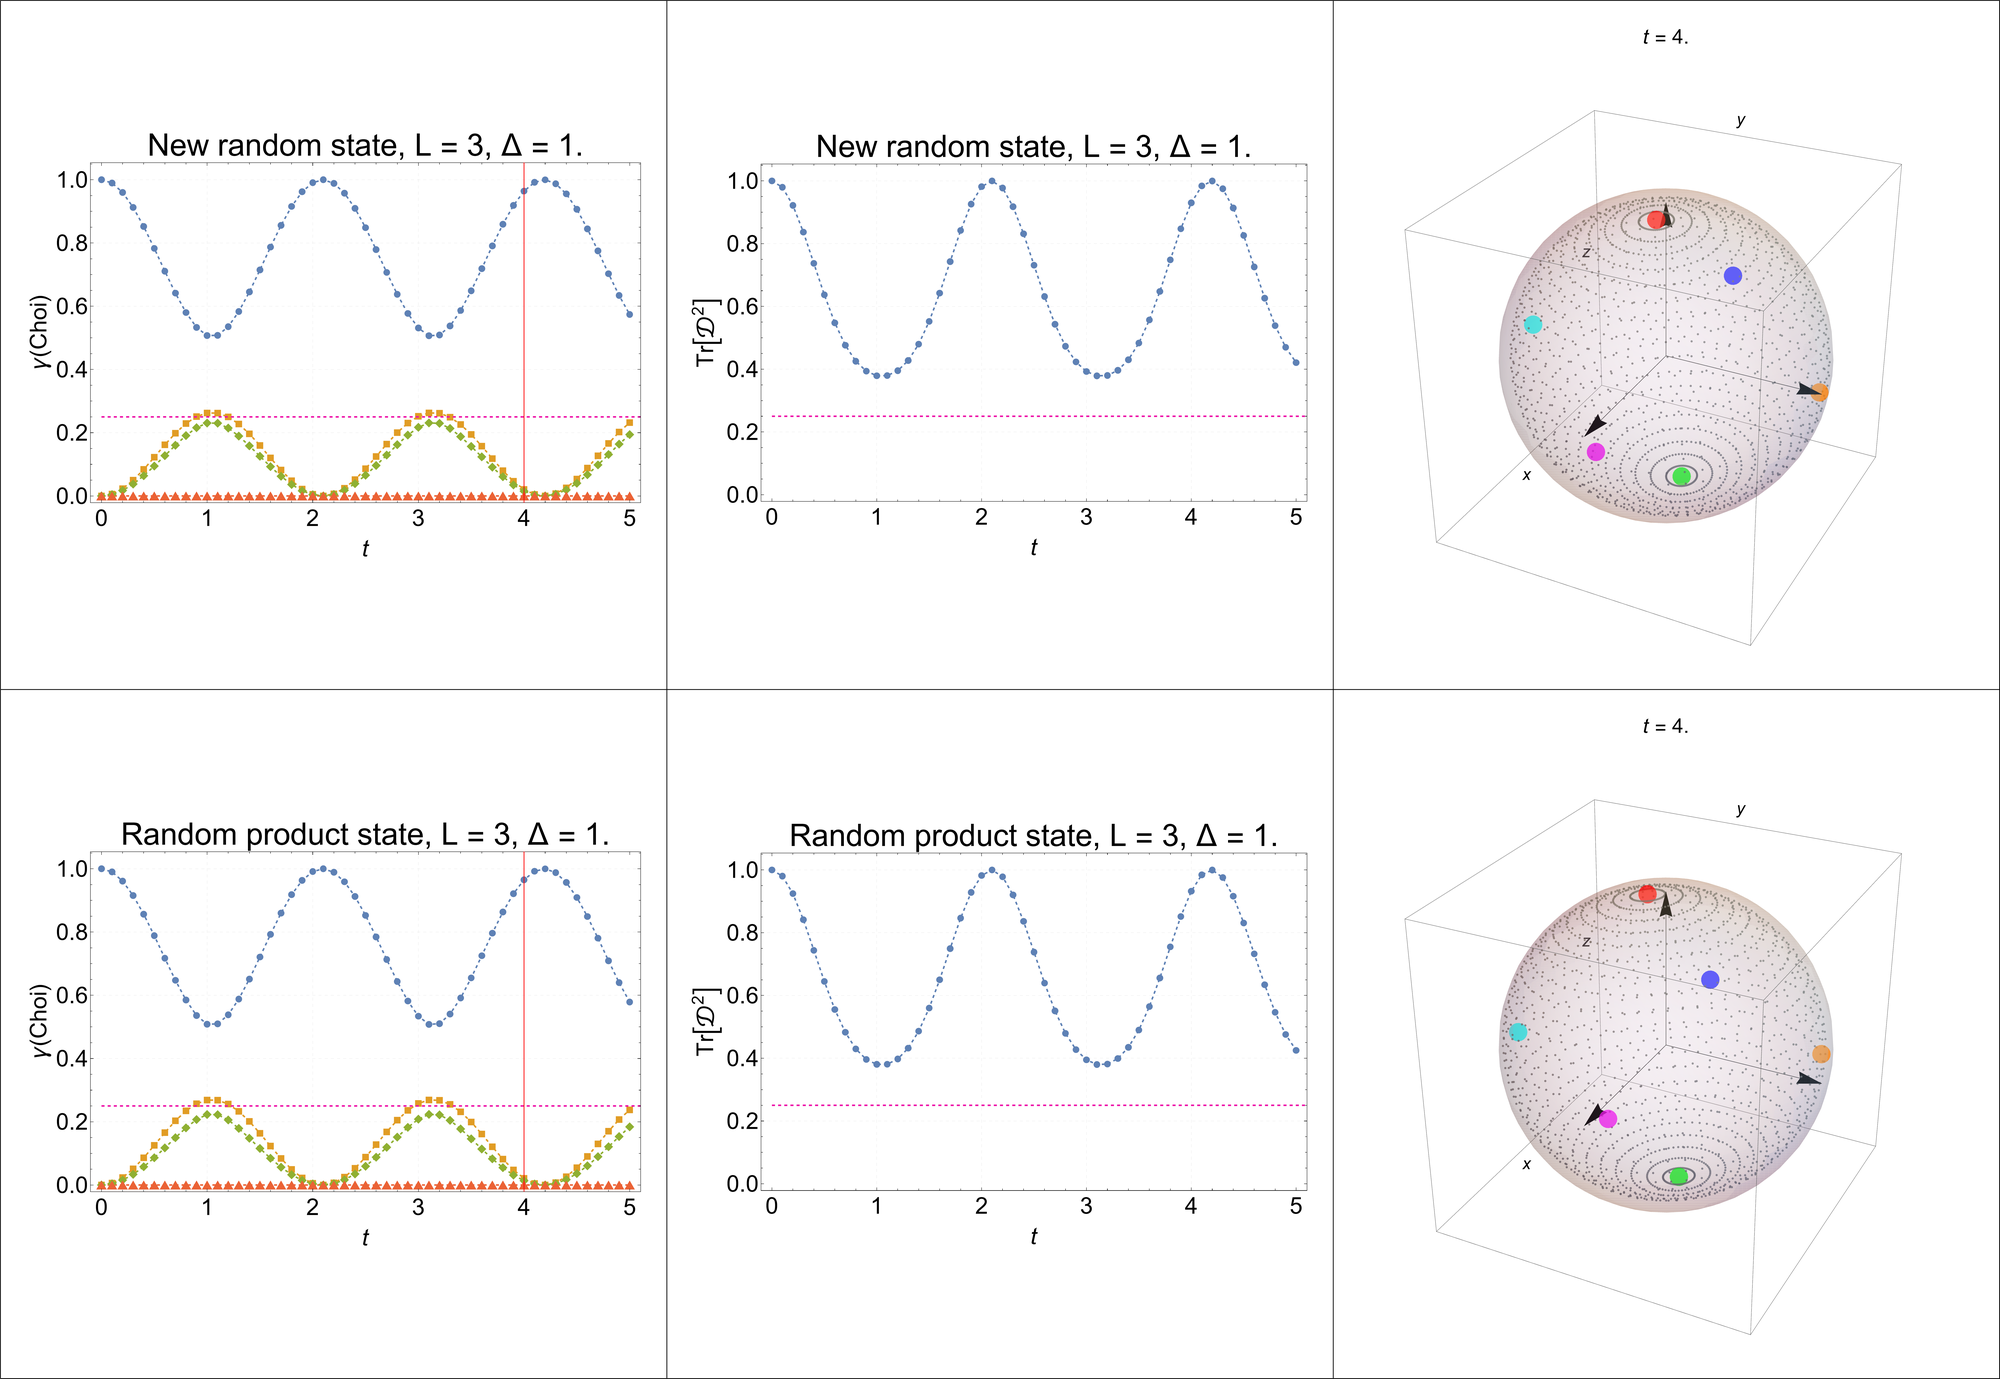 New random state, L = 3, Δ = 1.
1.0
0.8
0.6
0.4
0.2
0.0
γ(Choi)
0 1 2 3 4 5
t
New random state, L = 3, Δ = 1.
1.0
0.8
0.6
0.4
0.2
0.0
Tr[𝒟²]
0 1 2 3 4 5
t
t = 4.
y
z
x
Random product state, L = 3, Δ = 1.
1.0
0.8
0.6
0.4
0.2
0.0
γ(Choi)
0 1 2 3 4 5
t
Random product state, L = 3, Δ = 1.
1.0
0.8
0.6
0.4
0.2
0.0
Tr[𝒟²]
0 1 2 3 4 5
t
t = 4.
y
z
x